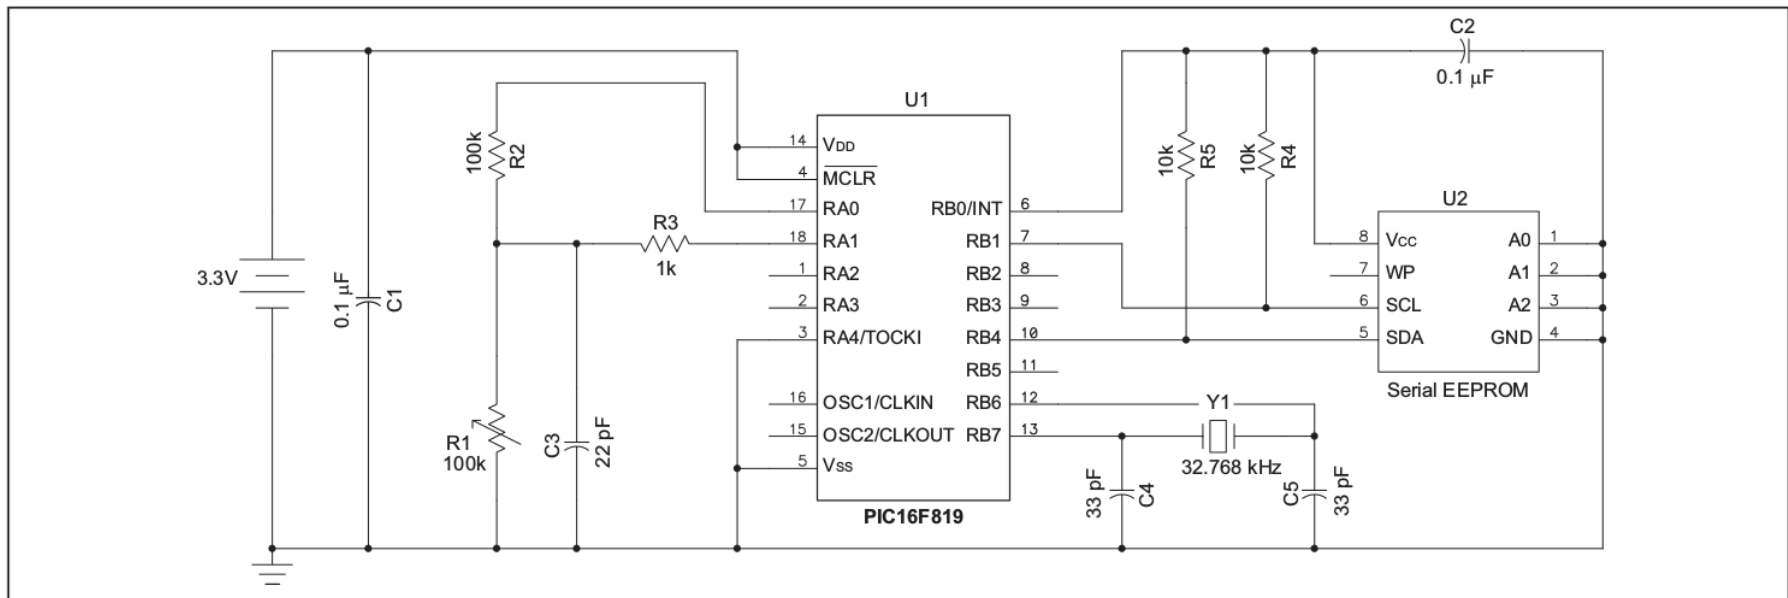 C2
0.1 µF
U1
100k
R2
10k
R5
10k
R4
14 VDD
4 MCLR
17 RA0
18 RA1
1 RA2
2 RA3
3 RA4/TOCKI
16 OSC1/CLKIN
15 OSC2/CLKOUT
5 VSS
RB0/INT 6
RB1 7
RB2 8
RB3 9
RB4 10
RB5 11
RB6 12
RB7 13
PIC16F819
R3
1k
3.3V
0.1 µF
C1
R1
100k
C3
22 pF
U2
8 VCC
7 WP
6 SCL
5 SDA
A0 1
A1 2
A2 3
GND 4
Serial EEPROM
Y1
32.768 kHz
33 pF
C4
C5
33 pF